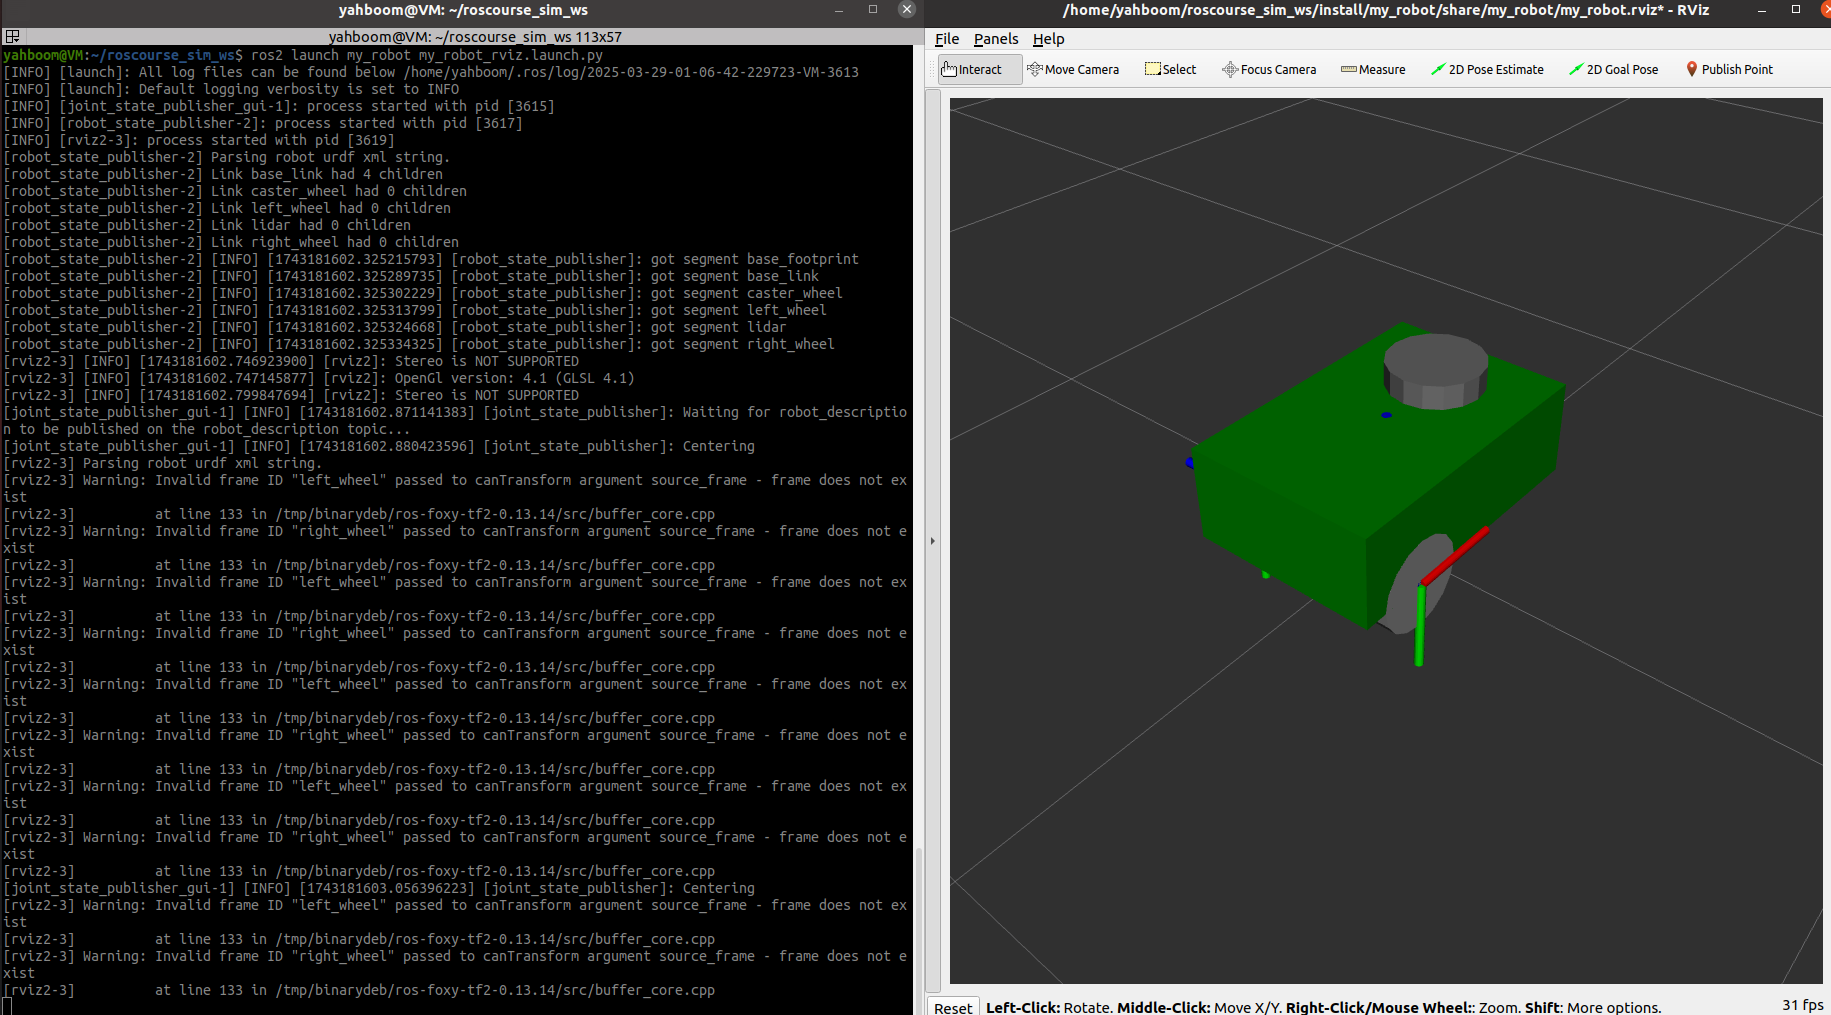 yahboom@VM: ~/roscourse_sim_ws
yahboom@VM: ~/roscourse_sim_ws 113x57
yahboom@VM:~/roscourse_sim_ws$ ros2 launch my_robot my_robot_rviz.launch.py
[INFO] [launch]: All log files can be found below /home/yahboom/.ros/log/2025-03-29-01-06-42-229723-VM-3613
[INFO] [launch]: Default logging verbosity is set to INFO
[INFO] [joint_state_publisher_gui-1]: process started with pid [3615]
[INFO] [robot_state_publisher-2]: process started with pid [3617]
[INFO] [rviz2-3]: process started with pid [3619]
[robot_state_publisher-2] Parsing robot urdf xml string.
[robot_state_publisher-2] Link base_link had 4 children
[robot_state_publisher-2] Link caster_wheel had 0 children
[robot_state_publisher-2] Link left_wheel had 0 children
[robot_state_publisher-2] Link lidar had 0 children
[robot_state_publisher-2] Link right_wheel had 0 children
[robot_state_publisher-2] [INFO] [1743181602.325215793] [robot_state_publisher]: got segment base_footprint
[robot_state_publisher-2] [INFO] [1743181602.325289735] [robot_state_publisher]: got segment base_link
[robot_state_publisher-2] [INFO] [1743181602.325302229] [robot_state_publisher]: got segment caster_wheel
[robot_state_publisher-2] [INFO] [1743181602.325313799] [robot_state_publisher]: got segment left_wheel
[robot_state_publisher-2] [INFO] [1743181602.325324668] [robot_state_publisher]: got segment lidar
[robot_state_publisher-2] [INFO] [1743181602.325334325] [robot_state_publisher]: got segment right_wheel
[rviz2-3] [INFO] [1743181602.746923900] [rviz2]: Stereo is NOT SUPPORTED
[rviz2-3] [INFO] [1743181602.747145877] [rviz2]: OpenGl version: 4.1 (GLSL 4.1)
[rviz2-3] [INFO] [1743181602.799847694] [rviz2]: Stereo is NOT SUPPORTED
[joint_state_publisher_gui-1] [INFO] [1743181602.871141383] [joint_state_publisher]: Waiting for robot_descriptio
n to be published on the robot_description topic...
[joint_state_publisher_gui-1] [INFO] [1743181602.880423596] [joint_state_publisher]: Centering
[rviz2-3] Parsing robot urdf xml string.
[rviz2-3] Warning: Invalid frame ID "left_wheel" passed to canTransform argument source_frame - frame does not ex
ist
[rviz2-3]          at line 133 in /tmp/binarydeb/ros-foxy-tf2-0.13.14/src/buffer_core.cpp
[rviz2-3] Warning: Invalid frame ID "right_wheel" passed to canTransform argument source_frame - frame does not e
xist
[rviz2-3]          at line 133 in /tmp/binarydeb/ros-foxy-tf2-0.13.14/src/buffer_core.cpp
[rviz2-3] Warning: Invalid frame ID "left_wheel" passed to canTransform argument source_frame - frame does not ex
ist
[rviz2-3]          at line 133 in /tmp/binarydeb/ros-foxy-tf2-0.13.14/src/buffer_core.cpp
[rviz2-3] Warning: Invalid frame ID "right_wheel" passed to canTransform argument source_frame - frame does not e
xist
[rviz2-3]          at line 133 in /tmp/binarydeb/ros-foxy-tf2-0.13.14/src/buffer_core.cpp
[rviz2-3] Warning: Invalid frame ID "left_wheel" passed to canTransform argument source_frame - frame does not ex
ist
[rviz2-3]          at line 133 in /tmp/binarydeb/ros-foxy-tf2-0.13.14/src/buffer_core.cpp
[rviz2-3] Warning: Invalid frame ID "right_wheel" passed to canTransform argument source_frame - frame does not e
xist
[rviz2-3]          at line 133 in /tmp/binarydeb/ros-foxy-tf2-0.13.14/src/buffer_core.cpp
[rviz2-3] Warning: Invalid frame ID "left_wheel" passed to canTransform argument source_frame - frame does not ex
ist
[rviz2-3]          at line 133 in /tmp/binarydeb/ros-foxy-tf2-0.13.14/src/buffer_core.cpp
[rviz2-3] Warning: Invalid frame ID "right_wheel" passed to canTransform argument source_frame - frame does not e
xist
[rviz2-3]          at line 133 in /tmp/binarydeb/ros-foxy-tf2-0.13.14/src/buffer_core.cpp
[joint_state_publisher_gui-1] [INFO] [1743181603.056396223] [joint_state_publisher]: Centering
[rviz2-3] Warning: Invalid frame ID "left_wheel" passed to canTransform argument source_frame - frame does not ex
ist
[rviz2-3]          at line 133 in /tmp/binarydeb/ros-foxy-tf2-0.13.14/src/buffer_core.cpp
[rviz2-3] Warning: Invalid frame ID "right_wheel" passed to canTransform argument source_frame - frame does not e
xist
[rviz2-3]          at line 133 in /tmp/binarydeb/ros-foxy-tf2-0.13.14/src/buffer_core.cpp
/home/yahboom/roscourse_sim_ws/install/my_robot/share/my_robot/my_robot.rviz* - RViz
File Panels Help
Interact Move Camera Select Focus Camera Measure 2D Pose Estimate 2D Goal Pose Publish Point
Reset Left-Click: Rotate. Middle-Click: Move X/Y. Right-Click/Mouse Wheel:: Zoom. Shift: More options. 31 fps